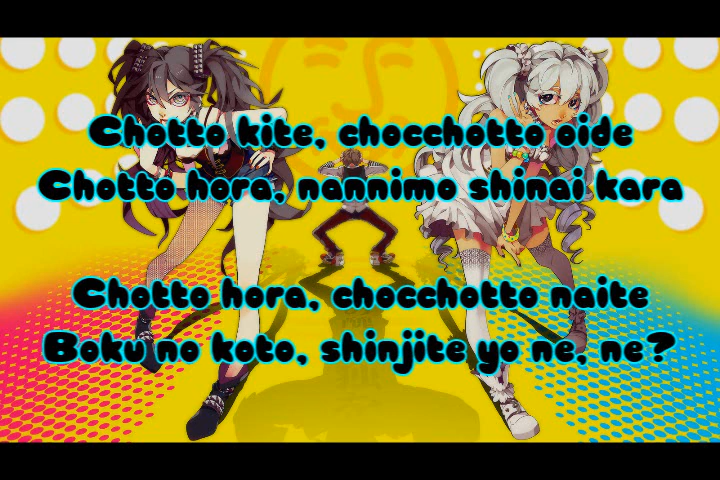 Chotto kite, chocchotto oide
Chotto hora, nannimo shinai kara
Chotto hora, chocchotto naite
Boku no koto, shinjite yo ne, ne?